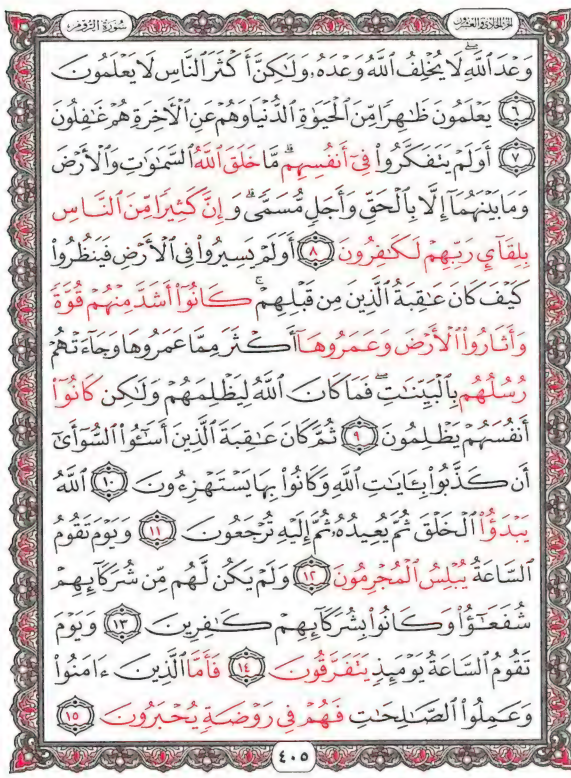 الجزء الحادي والعشرون
سُورَةُ الرُّومِ
وَعْدَ ٱللَّهِۖ لَا يُخْلِفُ ٱللَّهُ وَعْدَهُۥ وَلَٰكِنَّ أَكْثَرَ ٱلنَّاسِ لَا يَعْلَمُونَ
٦ يَعْلَمُونَ ظَٰهِرًا مِّنَ ٱلْحَيَوٰةِ ٱلدُّنْيَا وَهُمْ عَنِ ٱلْأٓخِرَةِ هُمْ غَٰفِلُونَ
٧ أَوَلَمْ يَتَفَكَّرُوا۟ فِىٓ أَنفُسِهِمۗ مَّا خَلَقَ ٱللَّهُ ٱلسَّمَٰوَٰتِ وَٱلْأَرْضَ
وَمَا بَيْنَهُمَآ إِلَّا بِٱلْحَقِّ وَأَجَلٍ مُّسَمًّىۗ وَإِنَّ كَثِيرًا مِّنَ ٱلنَّاسِ
بِلِقَآئِ رَبِّهِمْ لَكَٰفِرُونَ ٨ أَوَلَمْ يَسِيرُوا۟ فِى ٱلْأَرْضِ فَيَنظُرُوا۟
كَيْفَ كَانَ عَٰقِبَةُ ٱلَّذِينَ مِن قَبْلِهِمْۚ كَانُوٓا۟ أَشَدَّ مِنْهُمْ قُوَّةً
وَأَثَارُوا۟ ٱلْأَرْضَ وَعَمَرُوهَآ أَكْثَرَ مِمَّا عَمَرُوهَا وَجَآءَتْهُمْ
رُسُلُهُم بِٱلْبَيِّنَٰتِۖ فَمَا كَانَ ٱللَّهُ لِيَظْلِمَهُمْ وَلَٰكِن كَانُوٓا۟
أَنفُسَهُمْ يَظْلِمُونَ ٩ ثُمَّ كَانَ عَٰقِبَةَ ٱلَّذِينَ أَسَٰٓـُٔوا۟ ٱلسُّوٓأَىٰٓ
أَن كَذَّبُوا۟ بِـَٔايَٰتِ ٱللَّهِ وَكَانُوا۟ بِهَا يَسْتَهْزِءُونَ ١٠ ٱللَّهُ
يَبْدَؤُا۟ ٱلْخَلْقَ ثُمَّ يُعِيدُهُۥ ثُمَّ إِلَيْهِ تُرْجَعُونَ ١١ وَيَوْمَ تَقُومُ
ٱلسَّاعَةُ يُبْلِسُ ٱلْمُجْرِمُونَ ١٢ وَلَمْ يَكُن لَّهُم مِّن شُرَكَآئِهِمْ
شُفَعَٰٓؤُا۟ وَكَانُوا۟ بِشُرَكَآئِهِمْ كَٰفِرِينَ ١٣ وَيَوْمَ
تَقُومُ ٱلسَّاعَةُ يَوْمَئِذٍ يَتَفَرَّقُونَ ١٤ فَأَمَّا ٱلَّذِينَ ءَامَنُوا۟
وَعَمِلُوا۟ ٱلصَّٰلِحَٰتِ فَهُمْ فِى رَوْضَةٍ يُحْبَرُونَ ١٥
٤٠٥